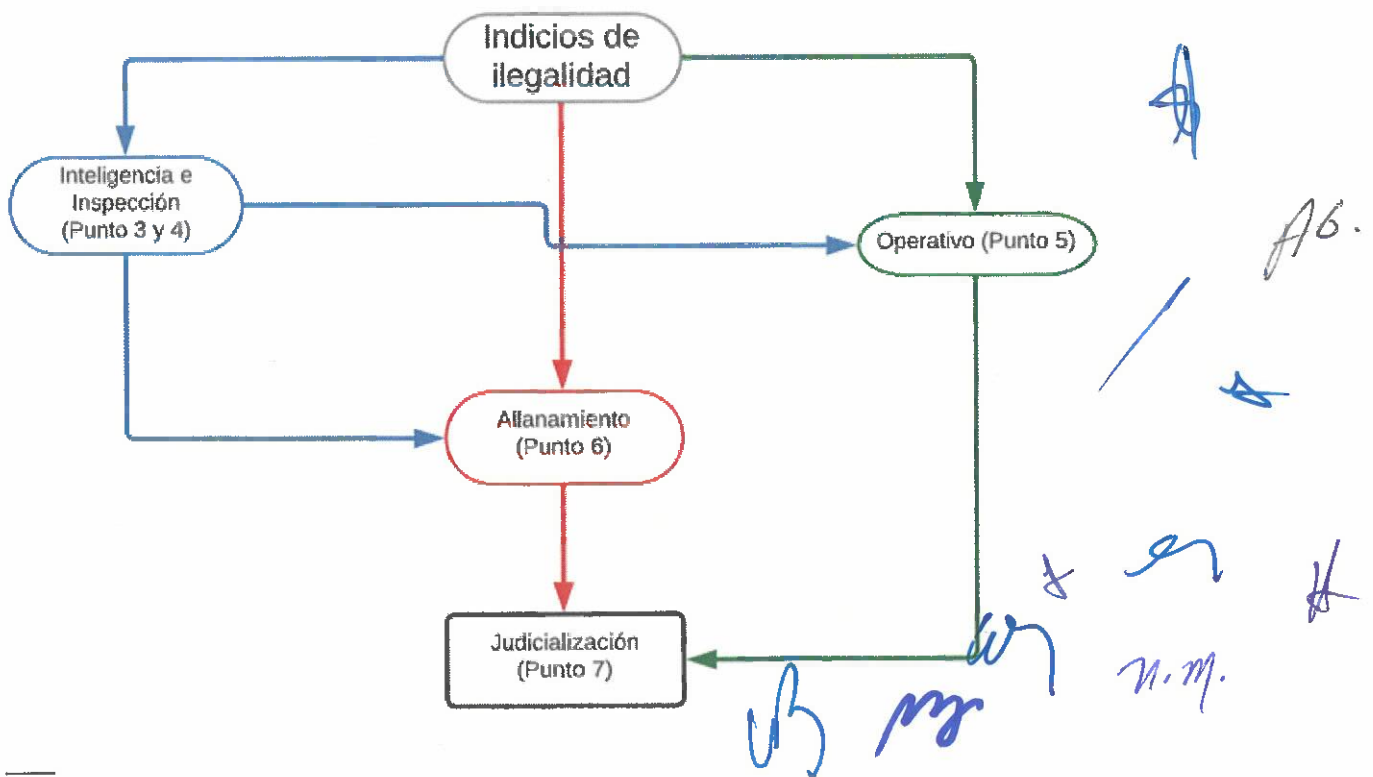 Indicios de
ilegalidad
Inteligencia e
Inspección
(Punto 3 y 4)
Operativo (Punto 5)
Allanamiento
(Punto 6)
Judicialización
(Punto 7)
n.m.